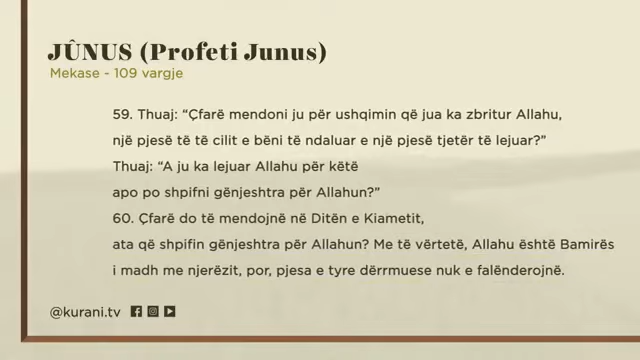 JÛNUS (Profeti Junus)
Mekase - 109 vargje
59. Thuaj: “Çfarë mendoni ju për ushqimin që jua ka zbritur Allahu,
një pjesë të të cilit e bëni të ndaluar e një pjesë tjetër të lejuar?”
Thuaj: “A ju ka lejuar Allahu për këtë
apo po shpifni gënjeshtra për Allahun?”
60. Çfarë do të mendojnë në Ditën e Kiametit,
ata që shpifin gënjeshtra për Allahun? Me të vërtetë, Allahu është Bamirës
i madh me njerëzit, por, pjesa e tyre dërrmuese nuk e falënderojnë.
@kurani.tv